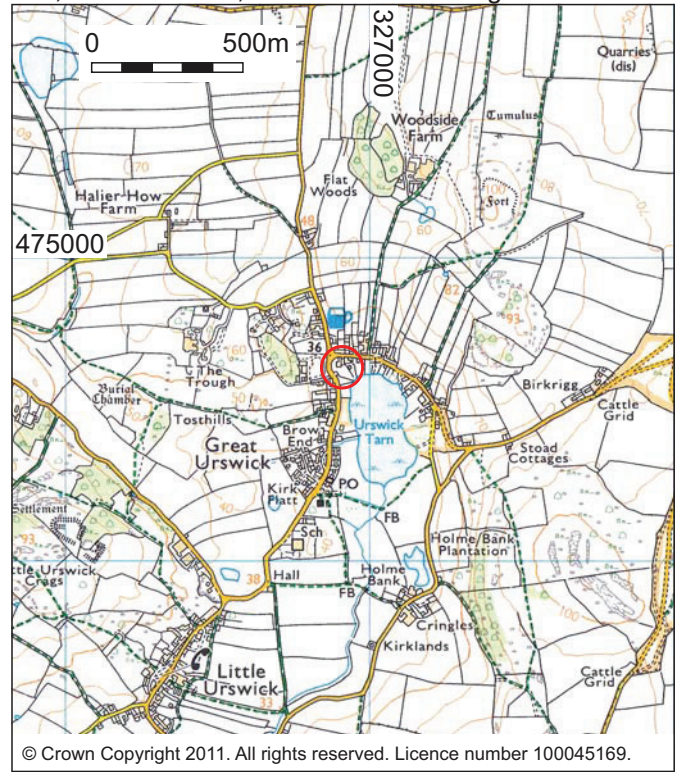 0 500m
327000
Quarries
(dis)
Woodside
Farm
Tumulus
70
Flat
Woods
100
Fort
80
70
Halier How
Farm
48
60
60
475000
82
93
36
The
Trough
60
50
Burial
Chamber
Birkrigg
Cattle
Grid
Tosthills
Brow
End
Urswick
Tarn
Great
Urswick
Stoad
Cottages
Kirk
Flatt
PO
Settlement
FB
Sch
Holme Bank
Plantation
93
ttle Urswick
Crags
Hall
38
Holme
Bank
FB
100
Cringles
Kirklands
Little
Urswick
33
Cattle
Grid
© Crown Copyright 2011. All rights reserved. Licence number 100045169.